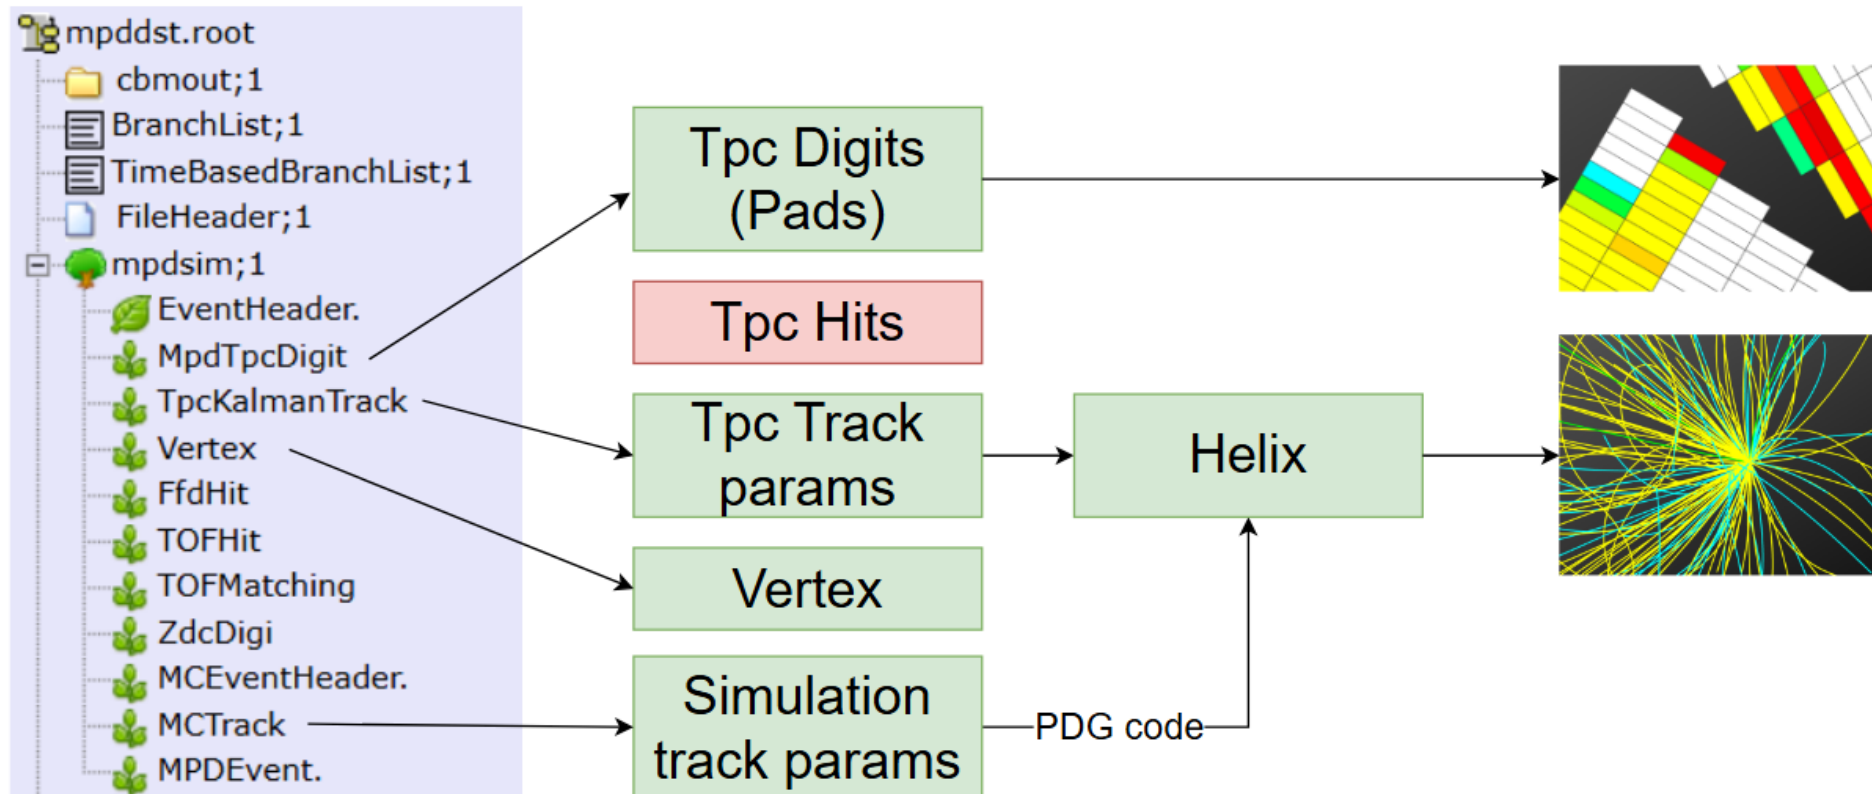 mpddst.root
cbmout;1
BranchList;1
TimeBasedBranchList;1
FileHeader;1
mpdsim;1
EventHeader.
MpdTpcDigit
TpcKalmanTrack
Vertex
FfdHit
TOFHit
TOFMatching
ZdcDigi
MCEventHeader.
MCTrack
MPDEvent.
Tpc Digits
(Pads)
Tpc Hits
Tpc Track
params
Helix
Vertex
Simulation
track params
PDG code